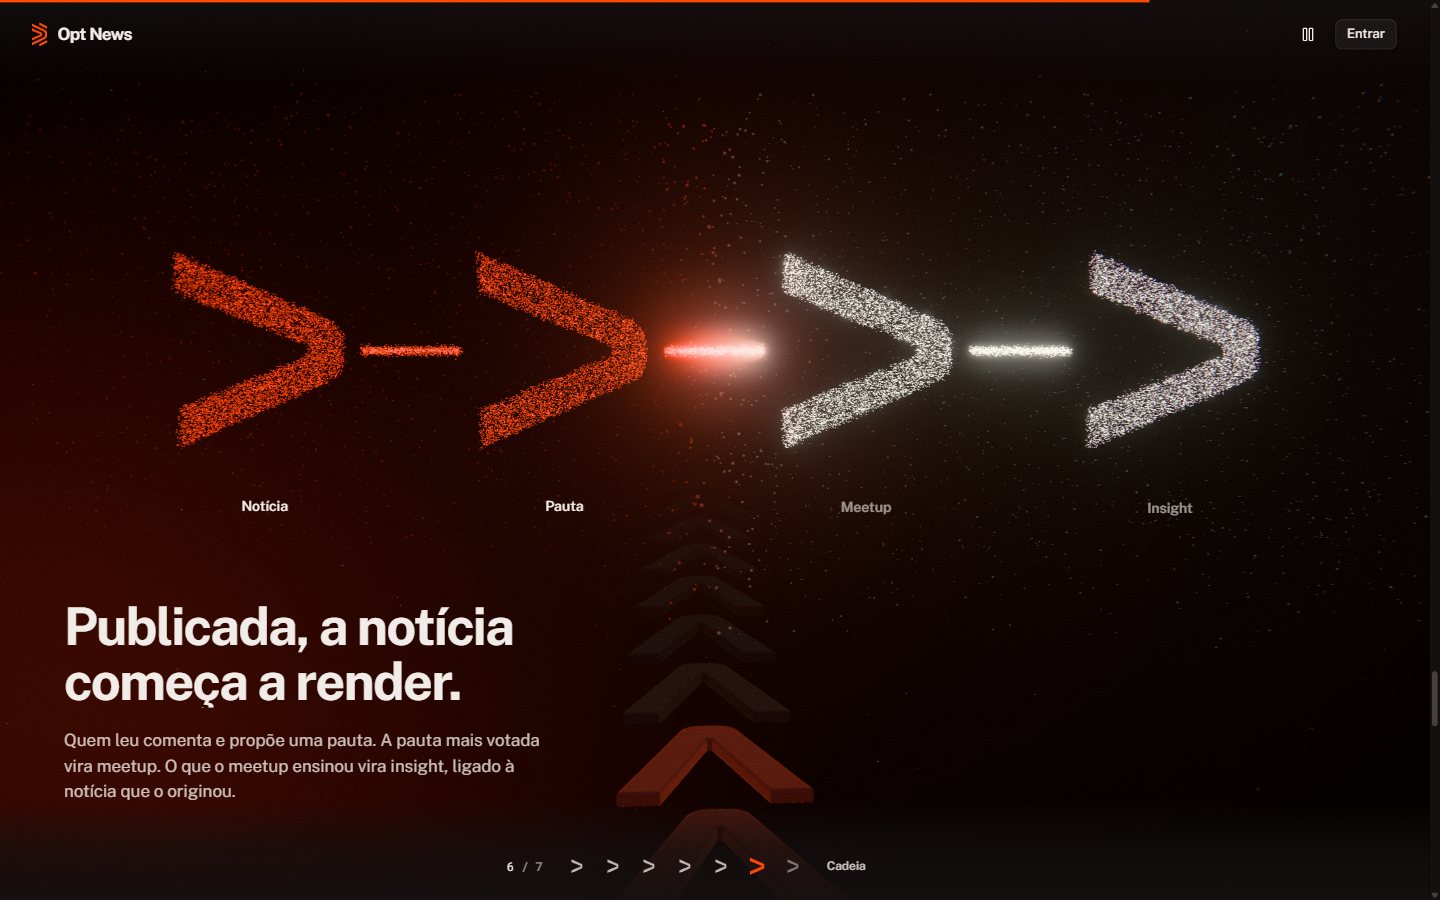 Opt News
Entrar
Notícia
Pauta
Meetup
Insight
Publicada, a notícia
começa a render.
Quem leu comenta e propõe uma pauta. A pauta mais votada
vira meetup. O que o meetup ensinou vira insight, ligado à
notícia que o originou.
6 / 7 > > > > > > > Cadeia